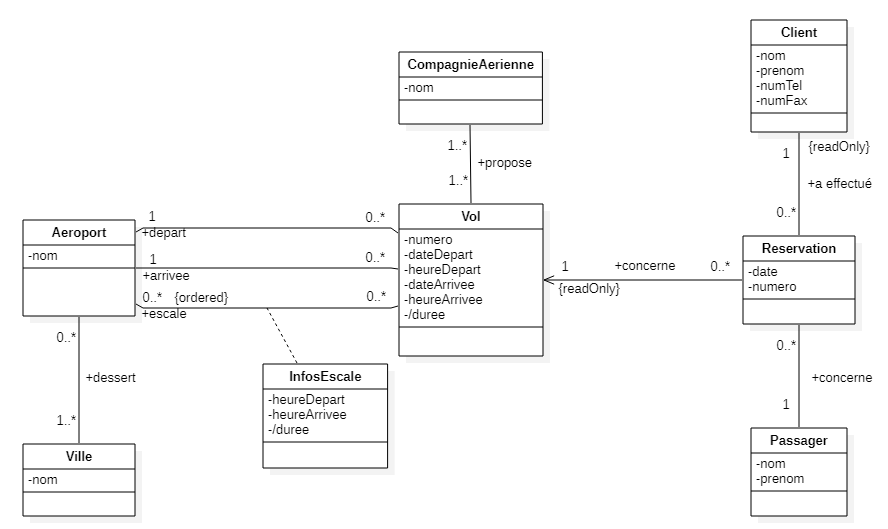 Client
-nom
-prenom
-numTel
-numFax
CompagnieAerienne
-nom
1..*
+propose
1..*
1
{readOnly}
+a effectué
0..*
Aeroport
-nom
1
+depart
0..*
1
+arrivee
0..*
0..*
{ordered}
+escale
0..*
Vol
-numero
-dateDepart
-heureDepart
-dateArrivee
-heureArrivee
-/duree
1
+concerne
0..*
{readOnly}
Reservation
-date
-numero
0..*
+dessert
1..*
InfosEscale
-heureDepart
-heureArrivee
-/duree
0..*
+concerne
1
Ville
-nom
Passager
-nom
-prenom